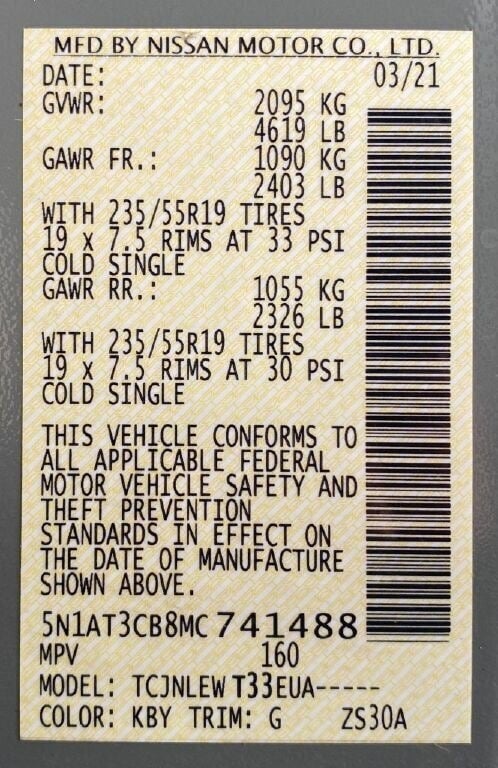 MFD BY NISSAN MOTOR CO., LTD.
DATE: 03/21
GVWR: 2095 KG
4619 LB
GAWR FR.: 1090 KG
2403 LB
WITH 235/55R19 TIRES
19 x 7.5 RIMS AT 33 PSI
COLD SINGLE
GAWR RR.: 1055 KG
2326 LB
WITH 235/55R19 TIRES
19 x 7.5 RIMS AT 30 PSI
COLD SINGLE
THIS VEHICLE CONFORMS TO
ALL APPLICABLE FEDERAL
MOTOR VEHICLE SAFETY AND
THEFT PREVENTION
STANDARDS IN EFFECT ON
THE DATE OF MANUFACTURE
SHOWN ABOVE.
5N1AT3CB8MC741488
MPV 160
MODEL: TCJNLEWT33EUA-----
COLOR: KBY TRIM: G ZS30A